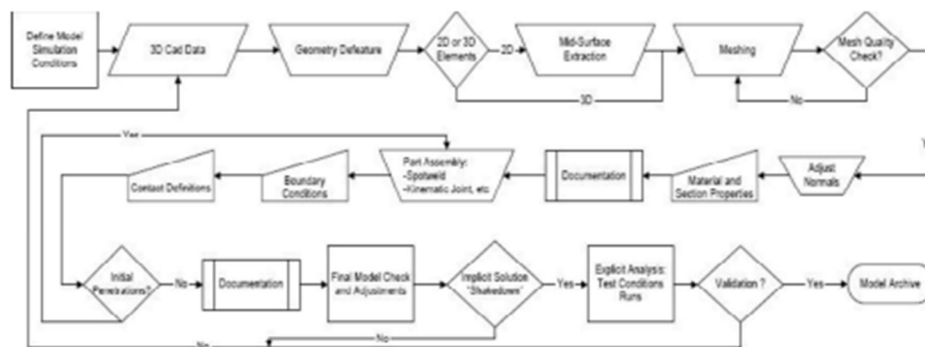 Define Model
Simulation
Conditions
3D Cad Data
Geometry Defeature
2D or 3D
Elements
2D
3D
Mid-Surface
Extraction
Meshing
Mesh Quality
Check?
No
Y
Yes
Contact Definitions
Boundary
Conditions
Part Assembly:
-Spotweld
-Kinematic Joint, etc
Documentation
Material and
Section Properties
Adjust
Normals
Initial
Penetrations?
No
Documentation
Final Model Check
and Adjustments
Implicit Solution
"Shakedown"
Yes
Explicit Analysis:
Test Conditions
Runs
Validation ?
Yes
Model Archive
No
No